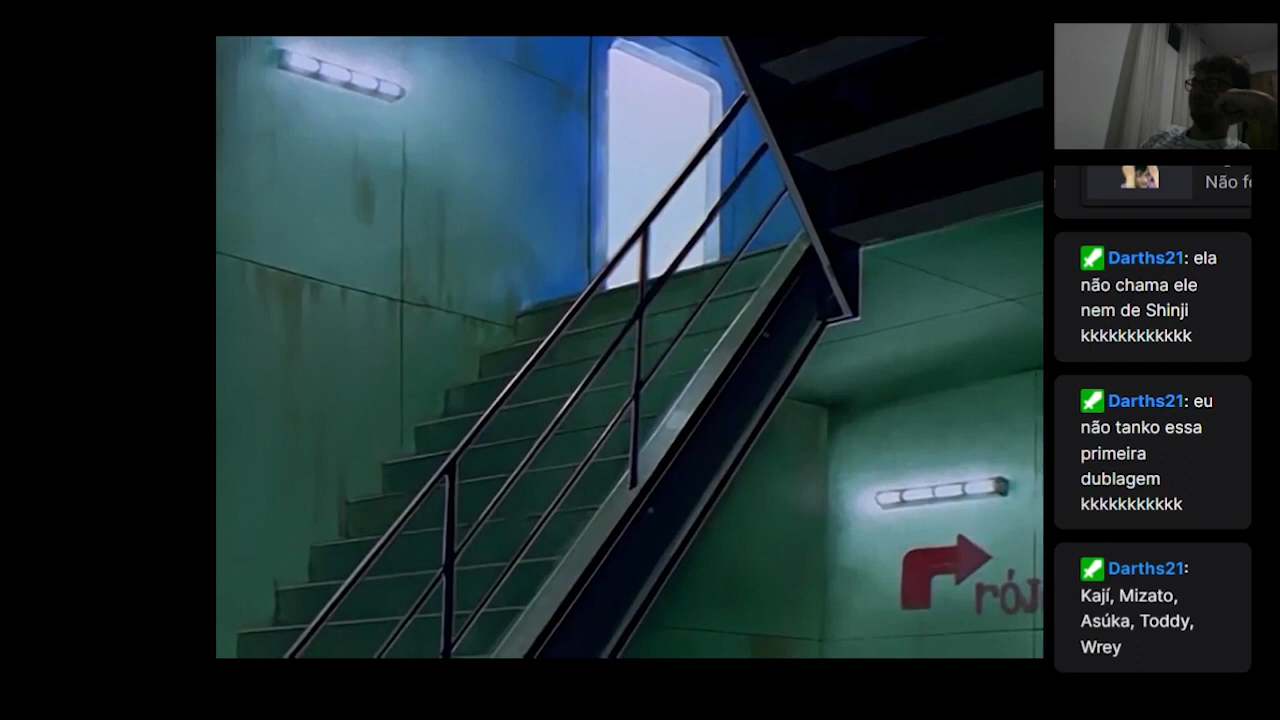 Não fo
Darths21: ela
não chama ele
nem de Shinji
kkkkkkkkkkkk
Darths21: eu
não tanko essa
primeira
dublagem
kkkkkkkkkkk
Darths21:
Kají, Mizato,
Asúka, Toddy,
Wrey